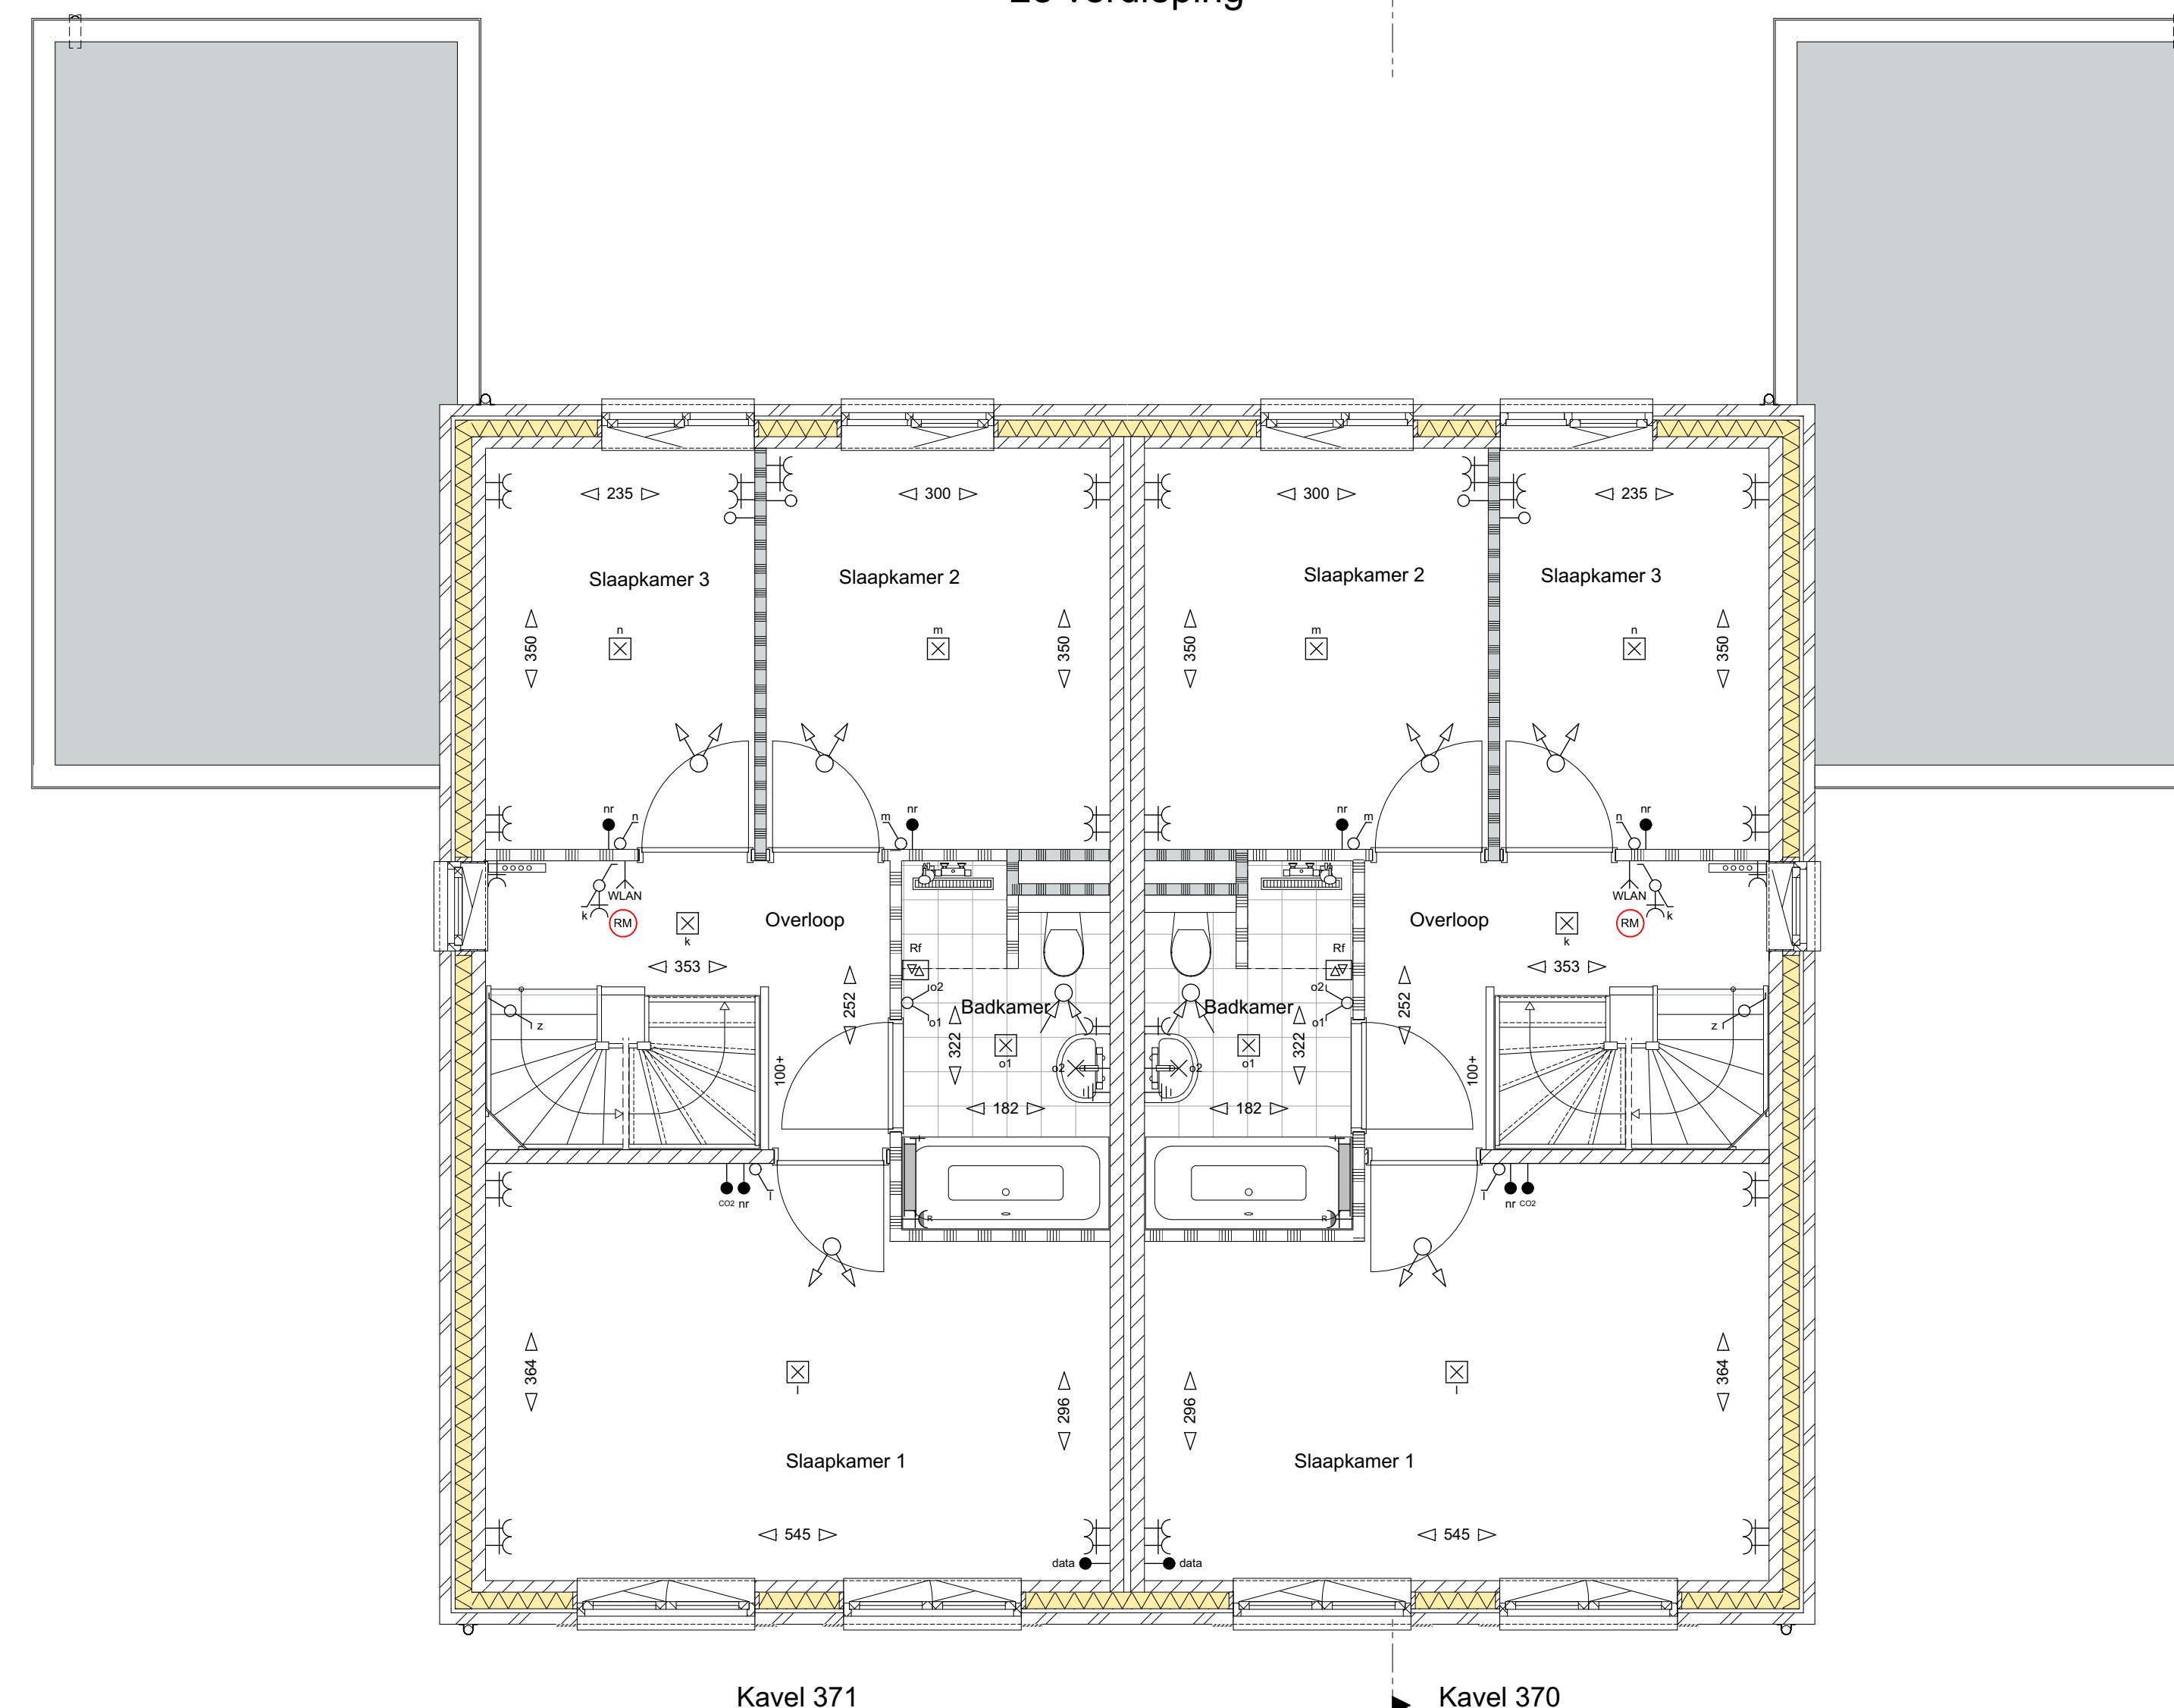 235
300
300
235
Slaapkamer 3
Slaapkamer 2
Slaapkamer 2
Slaapkamer 3
n
m
m
n
350
350
350
350
nr
n
m
nr
nr
m
n
nr
k
WLAN
RM
k
Overloop
Overloop
k
WLAN
RM
k
353
353
Rf
Rf
252
252
o2
o1
o2
o1
Badkamer
Badkamer
z
z
322
322
o1
o1
o2
o2
100+
100+
182
182
CO2
nr
l
R
R
l
nr
CO2
364
296
296
364
l
l
Slaapkamer 1
Slaapkamer 1
545
545
data
data
Kavel 371
Kavel 370